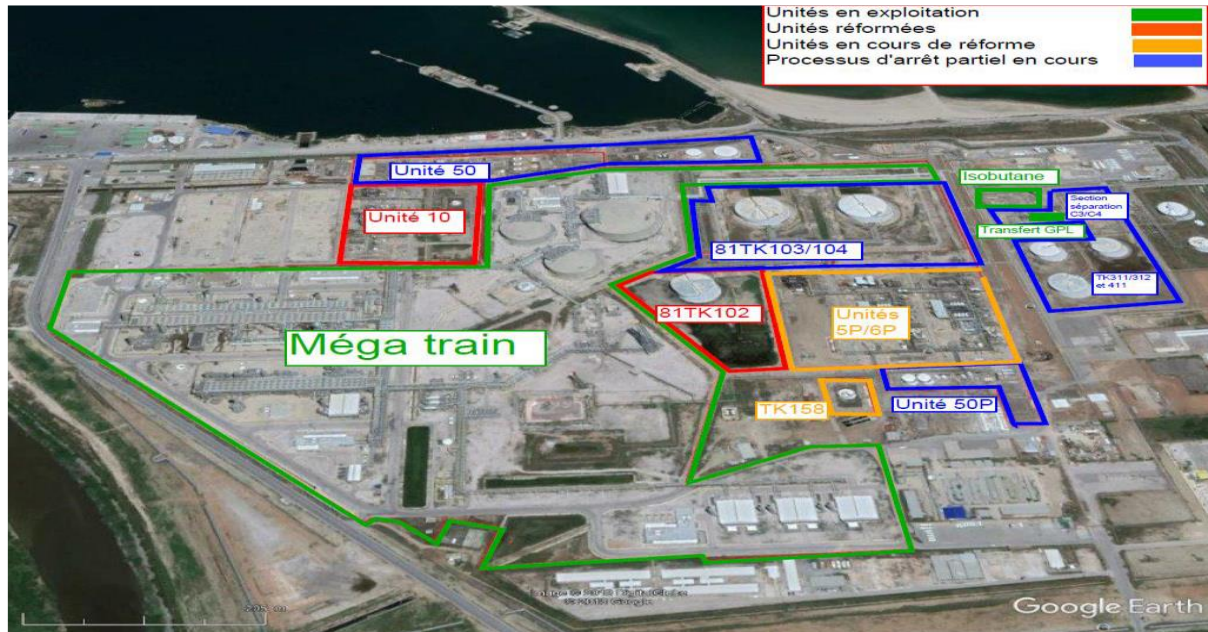 Unités en exploitation
Unités réformées
Unités en cours de réforme
Processus d'arrêt partiel en cours
Unité 50
Isobutane
Section
séparation
C3/C4
Unité 10
Transfert GPL
81TK103/104
TK311/312
et 411
81TK102
Unités
5P/6P
Méga train
TK158
Unité 50P
Google Earth